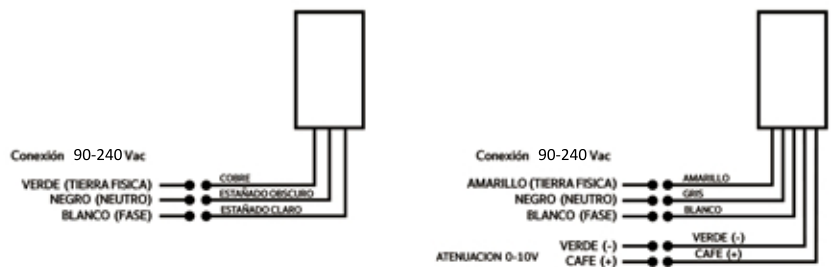 Conexión 90-240 Vac
VERDE (TIERRA FISICA) COBRE
NEGRO (NEUTRO) ESTAÑADO OBSCURO
BLANCO (FASE) ESTAÑADO CLARO
Conexión 90-240 Vac
AMARILLO (TIERRA FISICA) AMARILLO
NEGRO (NEUTRO) GRIS
BLANCO (FASE) BLANCO
ATENUACION 0-10V
VERDE (-) VERDE (-)
CAFE (+) CAFE (+)